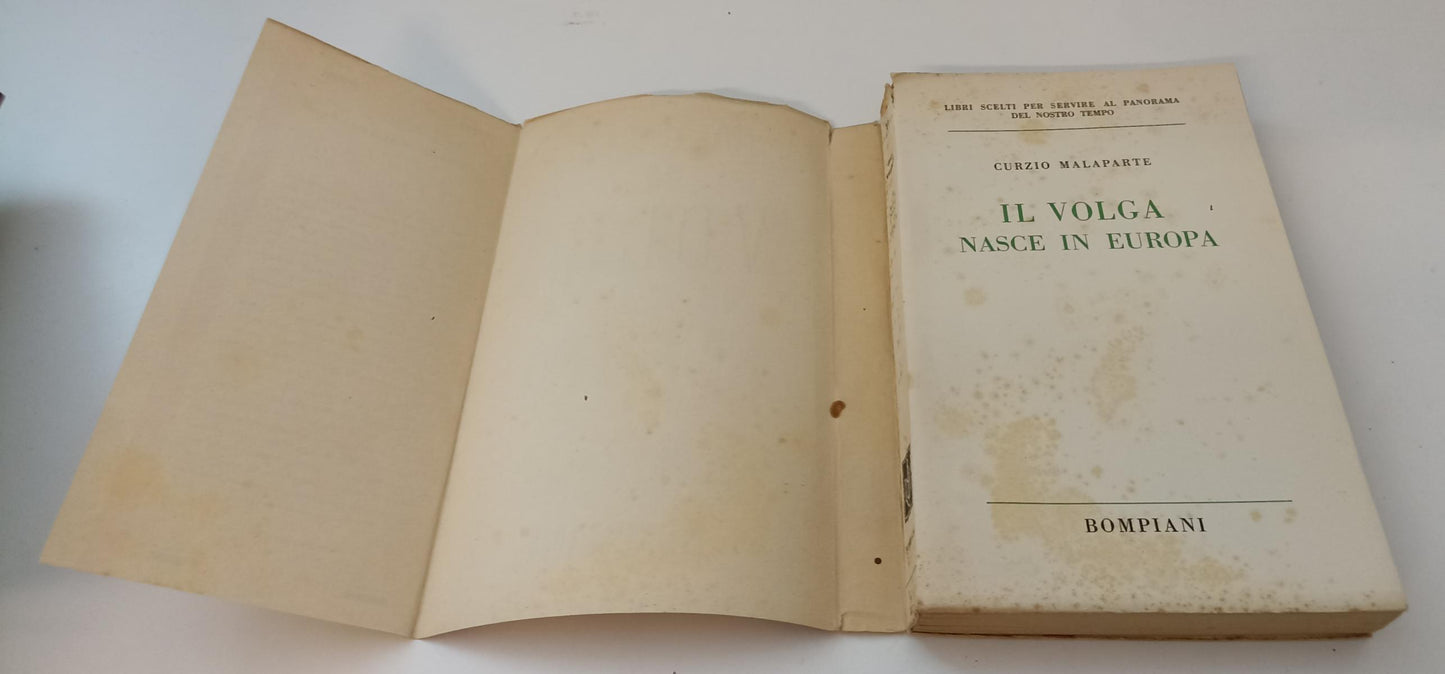 LIBRI SCELTI PER SERVIRE AL PANORAMA
DEL NOSTRO TEMPO
CURZIO MALAPARTE
IL VOLGA
NASCE IN EUROPA
BOMPIANI